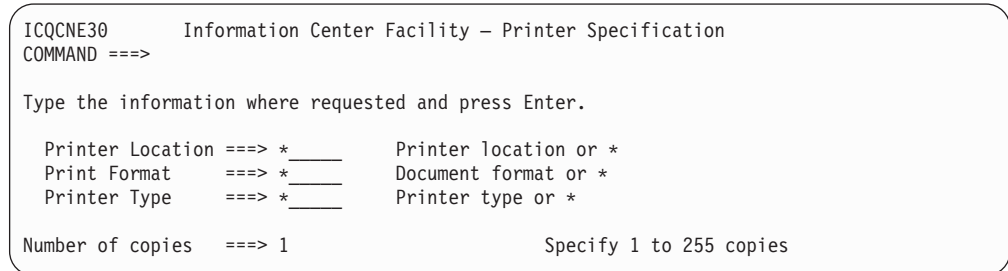 ICQCNE30 Information Center Facility – Printer Specification
COMMAND ===>
Type the information where requested and press Enter.
Printer Location ===> *_____ Printer location or *
Print Format ===> *_____ Document format or *
Printer Type ===> *_____ Printer type or *
Number of copies ===> 1 Specify 1 to 255 copies